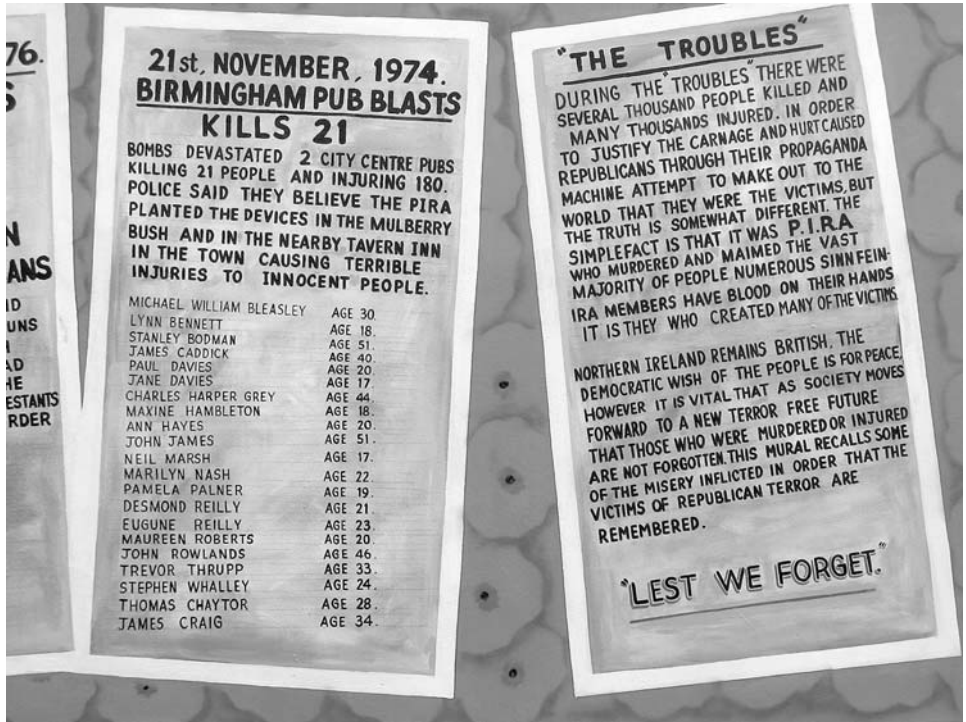 76.
S
N
ANS
ND
UNS
H
AD
HE
ESTANTS
RDER
21st, NOVEMBER, 1974.
BIRMINGHAM PUB BLASTS
KILLS 21
BOMBS DEVASTATED 2 CITY CENTRE PUBS
KILLING 21 PEOPLE AND INJURING 180.
POLICE SAID THEY BELIEVE THE PIRA
PLANTED THE DEVICES IN THE MULBERRY
BUSH AND IN THE NEARBY TAVERN INN
IN THE TOWN CAUSING TERRIBLE
INJURIES TO INNOCENT PEOPLE.
MICHAEL WILLIAM BLEASLEY AGE 30.
LYNN BENNETT AGE 18.
STANLEY BODMAN AGE 51.
JAMES CADDICK AGE 40.
PAUL DAVIES AGE 20.
JANE DAVIES AGE 17.
CHARLES HARPER GREY AGE 44.
MAXINE HAMBLETON AGE 18.
ANN HAYES AGE 20.
JOHN JAMES AGE 51.
NEIL MARSH AGE 17.
MARILYN NASH AGE 22.
PAMELA PALNER AGE 19.
DESMOND REILLY AGE 21.
EUGUNE REILLY AGE 23.
MAUREEN ROBERTS AGE 20.
JOHN ROWLANDS AGE 46.
TREVOR THRUPP AGE 33.
STEPHEN WHALLEY AGE 24.
THOMAS CHAYTOR AGE 28.
JAMES CRAIG AGE 34.
"THE TROUBLES"
DURING THE "TROUBLES" THERE WERE
SEVERAL THOUSAND PEOPLE KILLED AND
MANY THOUSANDS INJURED. IN ORDER
TO JUSTIFY THE CARNAGE AND HURT CAUSED
REPUBLICANS THROUGH THEIR PROPAGANDA
MACHINE ATTEMPT TO MAKE OUT TO THE
WORLD THAT THEY WERE THE VICTIMS, BUT
THE TRUTH IS SOMEWHAT DIFFERENT. THE
SIMPLE FACT IS THAT IT WAS P.I.R.A
WHO MURDERED AND MAIMED THE VAST
MAJORITY OF PEOPLE NUMEROUS SINN FEIN-
IRA MEMBERS HAVE BLOOD ON THEIR HANDS
IT IS THEY WHO CREATED MANY OF THE VICTIMS.
NORTHERN IRELAND REMAINS BRITISH. THE
DEMOCRATIC WISH OF THE PEOPLE IS FOR PEACE,
HOWEVER IT IS VITAL THAT AS SOCIETY MOVES
FORWARD TO A NEW TERROR FREE FUTURE
THAT THOSE WHO WERE MURDERED OR INJURED
ARE NOT FORGOTTEN. THIS MURAL RECALLS SOME
OF THE MISERY INFLICTED IN ORDER THAT THE
VICTIMS OF REPUBLICAN TERROR ARE
REMEMBERED.
"LEST WE FORGET."